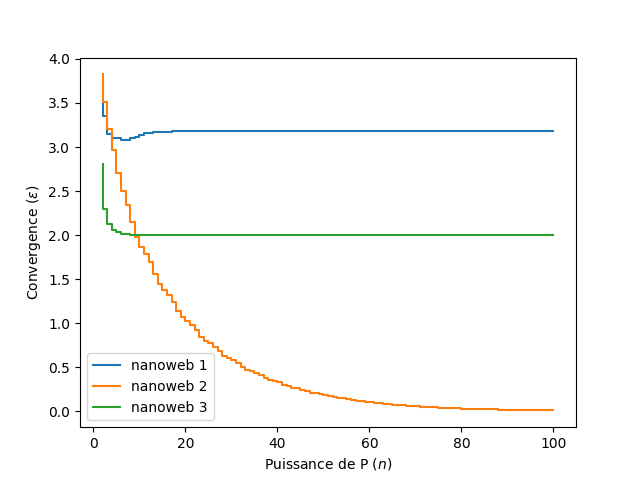 4.0
3.5
3.0
2.5
2.0
1.5
1.0
0.5
0.0
Convergence (ε)
nanoweb 1
nanoweb 2
nanoweb 3
0 20 40 60 80 100
Puissance de P (n)